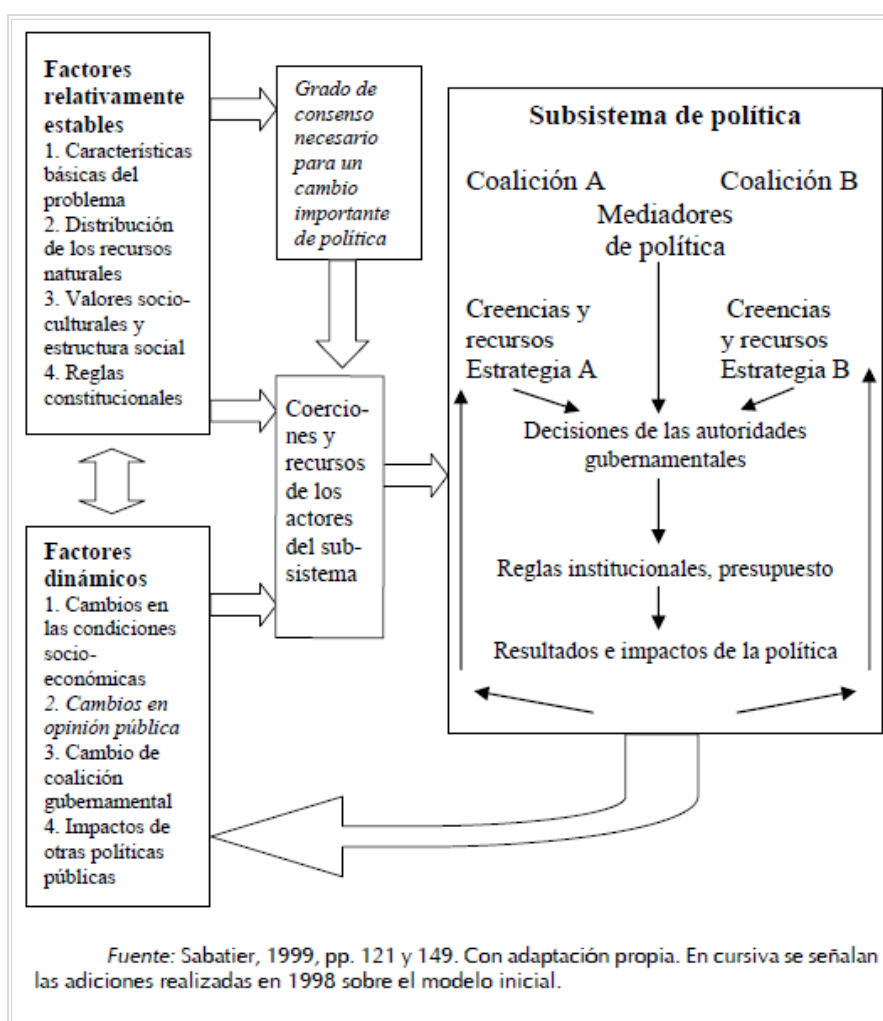 Factores
relativamente
estables
1. Características
básicas del
problema
2. Distribución
de los recursos
naturales
3. Valores socio-
culturales y
estructura social
4. Reglas
constitucionales
Grado de
consenso
necesario
para un
cambio
importante
de política
Coercio-
nes y
recursos
de los
actores
del sub-
sistema
Factores
dinámicos
1. Cambios en
las condiciones
socio-
económicas
2. Cambios en
opinión pública
3. Cambio de
coalición
gubernamental
4. Impactos de
otras políticas
públicas
Subsistema de política
Coalición A
Coalición B
Mediadores
de política
Creencias y
recursos
Estrategia A
Creencias
y recursos
Estrategia B
Decisiones de las autoridades
gubernamentales
Reglas institucionales, presupuesto
Resultados e impactos de la política
Fuente: Sabatier, 1999, pp. 121 y 149. Con adaptación propia. En cursiva se señalan
las adiciones realizadas en 1998 sobre el modelo inicial.